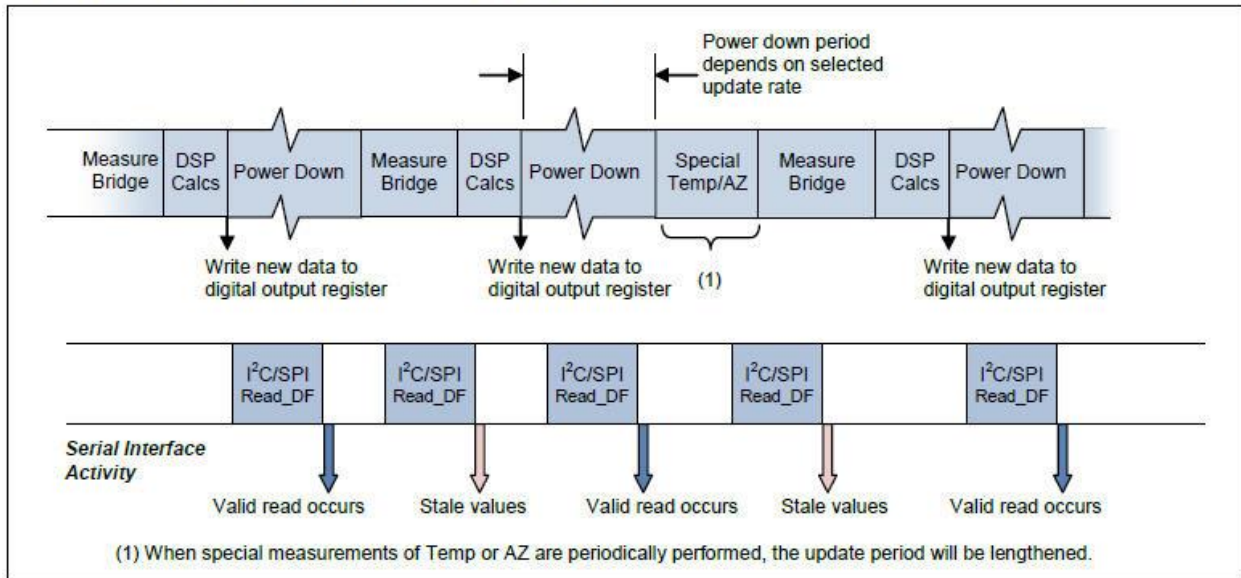 Power down period
depends on selected
update rate
Measure
Bridge
DSP
Calcs
Power Down
Measure
Bridge
DSP
Calcs
Power Down
Special
Temp/AZ
Measure
Bridge
DSP
Calcs
Power Down
Write new data to
digital output register
Write new data to
digital output register
(1)
Write new data to
digital output register
I²C/SPI
Read_DF
I²C/SPI
Read_DF
I²C/SPI
Read_DF
I²C/SPI
Read_DF
I²C/SPI
Read_DF
Serial Interface
Activity
Valid read occurs
Stale values
Valid read occurs
Stale values
Valid read occurs
(1) When special measurements of Temp or AZ are periodically performed, the update period will be lengthened.